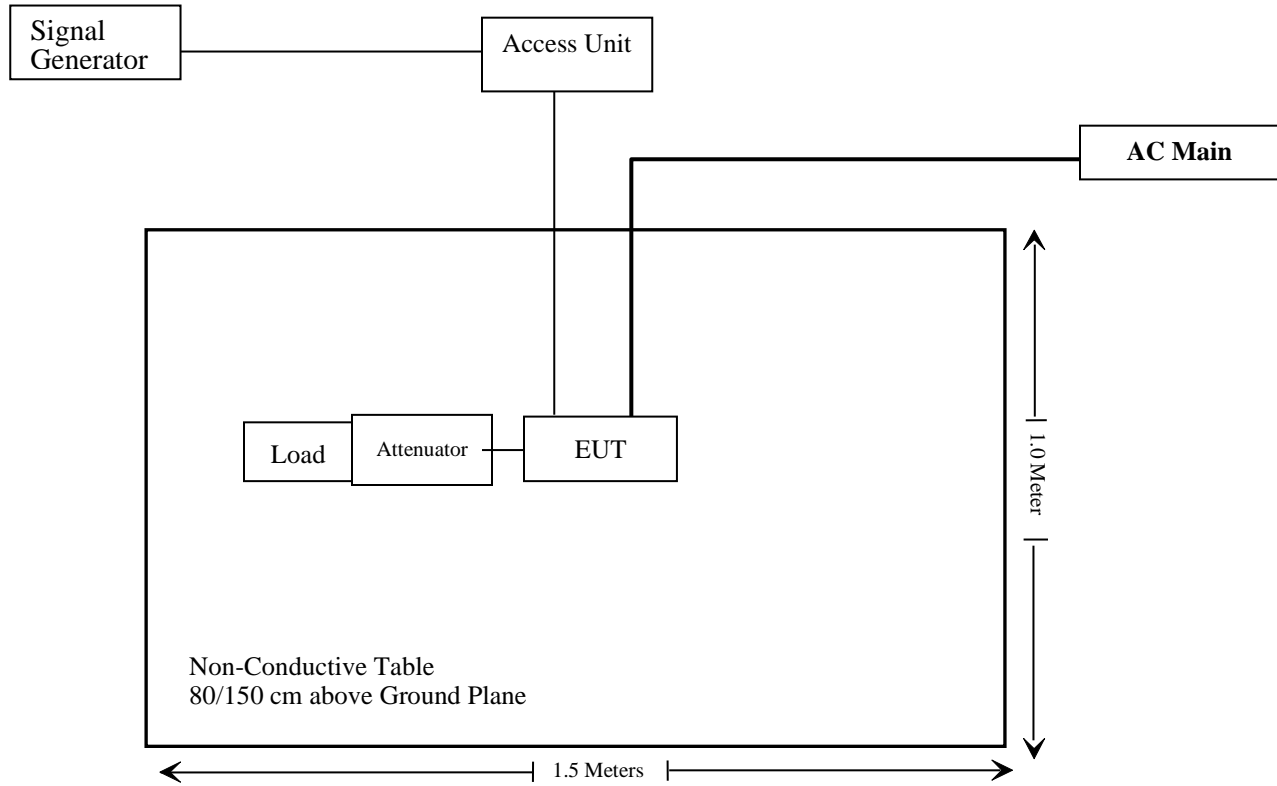 Signal
Generator
Access Unit
AC Main
Load
Attenuator
EUT
1.0 Meter
Non-Conductive Table
80/150 cm above Ground Plane
1.5 Meters